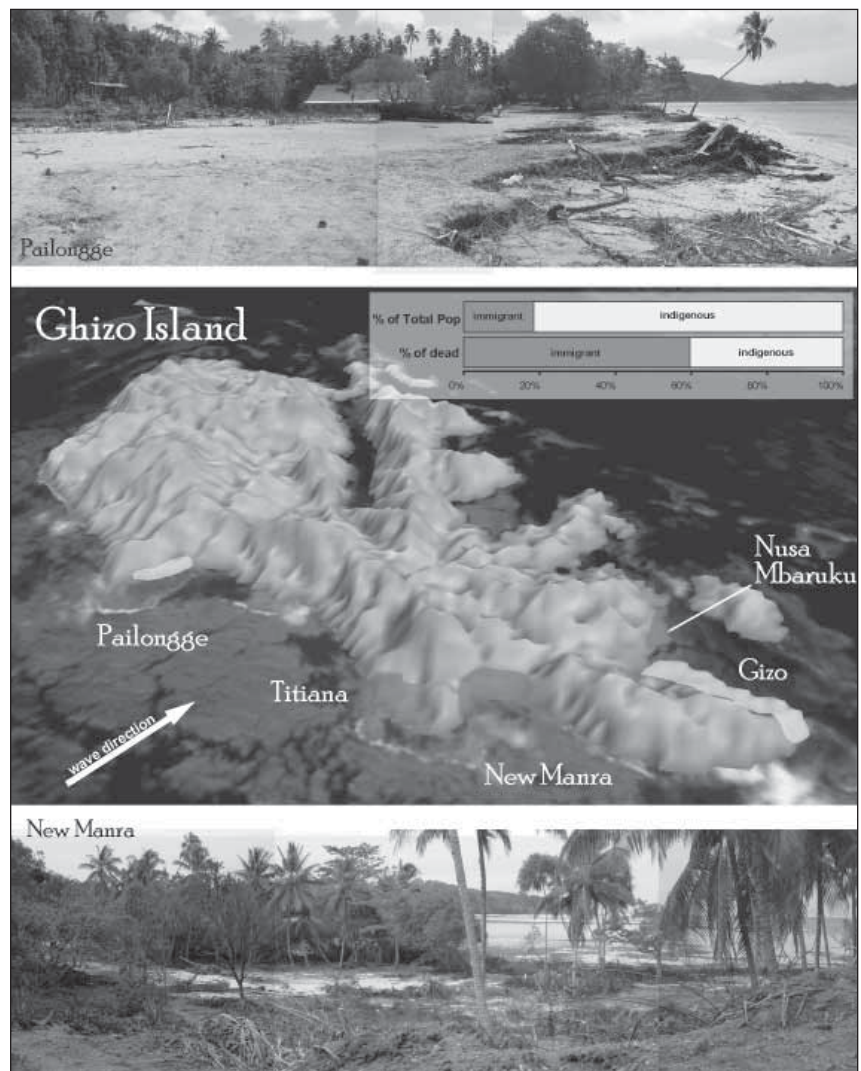 Pailongge
Ghizo Island
% of Total Pop
immigrant
indigenous
% of dead
immigrant
indigenous
0%
20%
40%
60%
80%
100%
Nusa
Mbaruku
Pailongge
Gizo
Titiana
wave direction
New Manra
New Manra